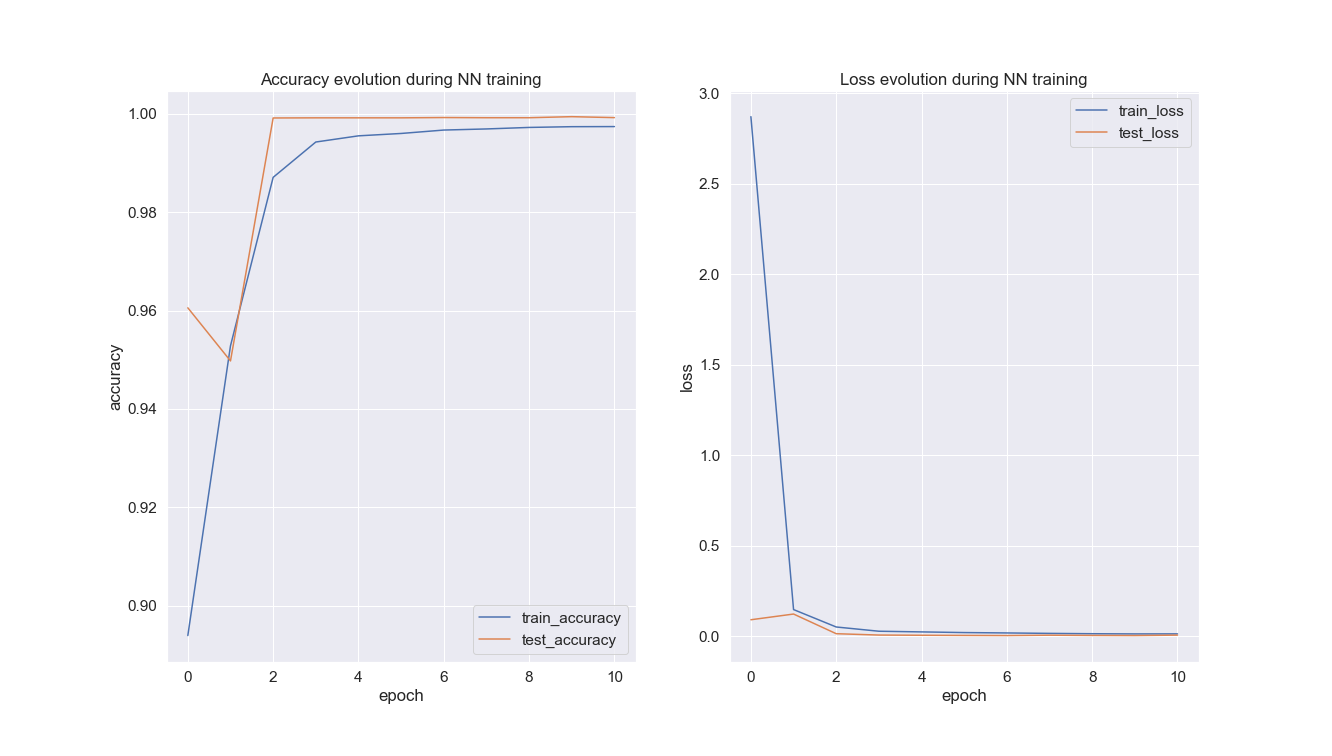 Accuracy evolution during NN training
1.00
0.98
0.96
0.94
0.92
0.90
accuracy
0 2 4 6 8 10
epoch
train_accuracy
test_accuracy
Loss evolution during NN training
3.0
2.5
2.0
1.5
1.0
0.5
0.0
loss
0 2 4 6 8 10
epoch
train_loss
test_loss